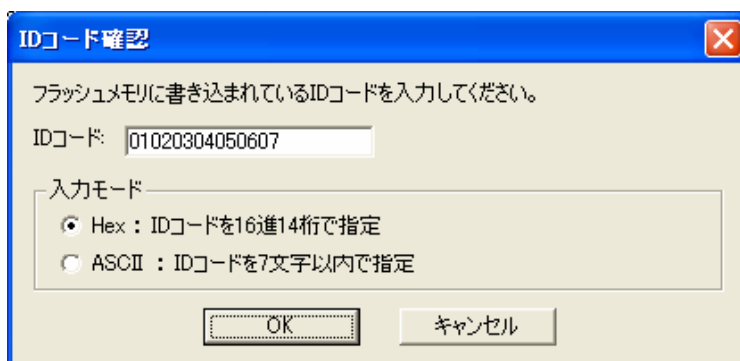 IDコード確認
フラッシュメモリに書き込まれているIDコードを入力してください。
IDコード: 01020304050607
入力モード
Hex : IDコードを16進14桁で指定
ASCII : IDコードを7文字以内で指定
OK キャンセル